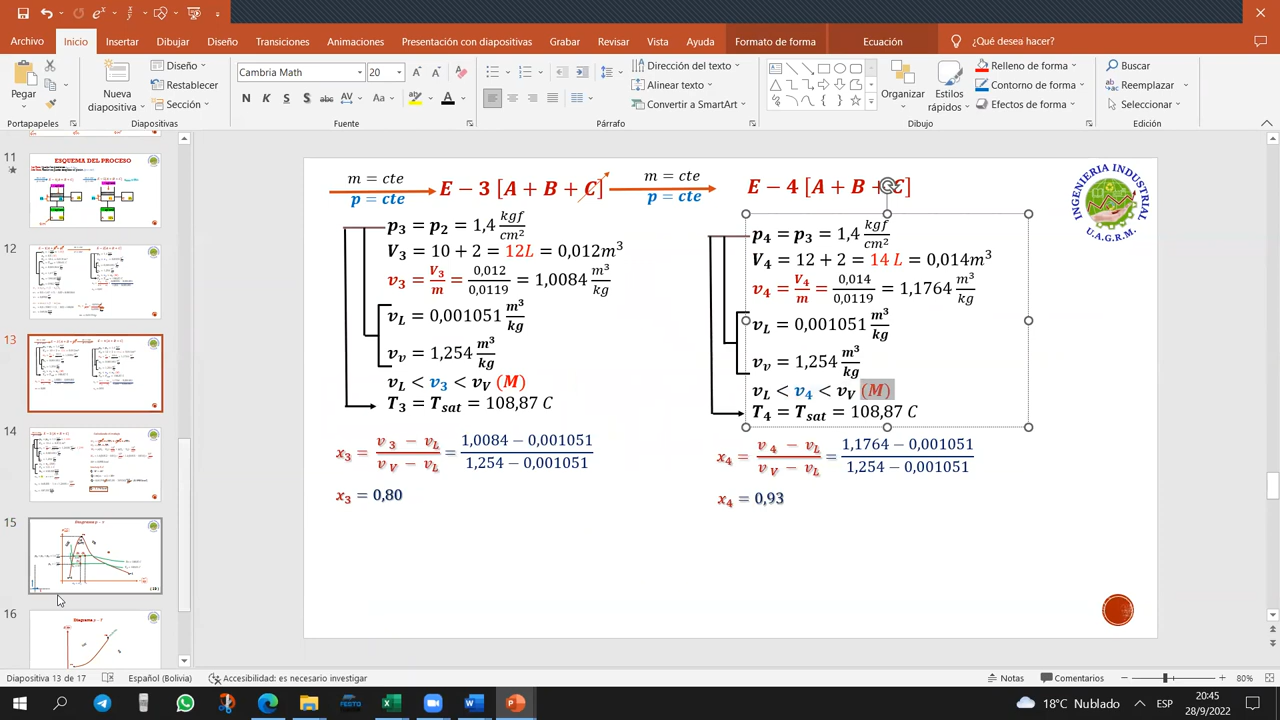 Archivo Inicio Insertar Dibujar Diseño Transiciones Animaciones Presentación con diapositivas Grabar Revisar Vista Ayuda Formato de forma Ecuación ¿Qué desea hacer?
Pegar
Nueva diapositiva
Diseño
Restablecer
Sección
Cambria Math 20
N K S S abc AV Aa A
Dirección del texto
Alinear texto
Convertir a SmartArt
Organizar
Estilos rápidos
Relleno de forma
Contorno de forma
Efectos de forma
Buscar
Reemplazar
Seleccionar
Portapapeles Diapositivas Fuente Párrafo Dibujo Edición
11
ESQUEMA DEL PROCESO
12
13
14
15
Diagrama p - v
16
Diagrama p - V
m = cte
p = cte
E − 3 [A + B + C]
p₃ = p₂ = 1,4 kgf/cm²
V₃ = 10 + 2 = 12L = 0,012m³
v₃ = V₃/m = 0,012/0,0119 = 1,0084 m³/kg
v_L = 0,001051 m³/kg
v_v = 1,254 m³/kg
v_L < v₃ < v_V (M)
T₃ = T_sat = 108,87 C
x₃ = (v₃ − v_L)/(v_V − v_L) = (1,0084 − 0,001051)/(1,254 − 0,001051)
x₃ = 0,80
m = cte
p = cte
E − 4 [A + B + C]
p₄ = p₃ = 1,4 kgf/cm²
V₄ = 12 + 2 = 14 L = 0,014m³
v₄ = V₄/m = 0,014/0,0119 = 1,1764 m³/kg
v_L = 0,001051 m³/kg
v_v = 1,254 m³/kg
v_L < v₄ < v_V (M)
T₄ = T_sat = 108,87 C
x₄ = (₄ − v_L)/(v_V − v_L) = (1,1764 − 0,001051)/(1,254 − 0,001051)
x₄ = 0,93
INGENIERIA INDUSTRIAL
U.A.G.R.M.
Diapositiva 13 de 17 Español (Bolivia) Accesibilidad: es necesario investigar Notas Comentarios 80%
FESTO
18°C Nublado ESP 20:45
28/9/2022